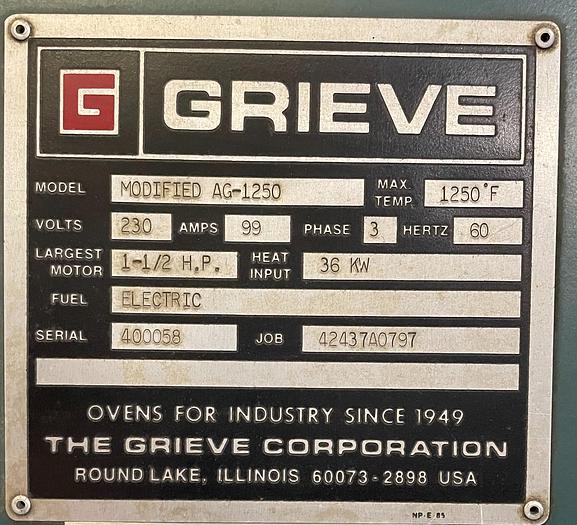 G GRIEVE
MODEL MODIFIED AG-1250 MAX. TEMP. 1250°F
VOLTS 230 AMPS 99 PHASE 3 HERTZ 60
LARGEST MOTOR 1-1/2 H.P. HEAT INPUT 36 KW
FUEL ELECTRIC
SERIAL 400058 JOB 42437A0797
OVENS FOR INDUSTRY SINCE 1949
THE GRIEVE CORPORATION
ROUND LAKE, ILLINOIS 60073-2898 USA
NP-E-85